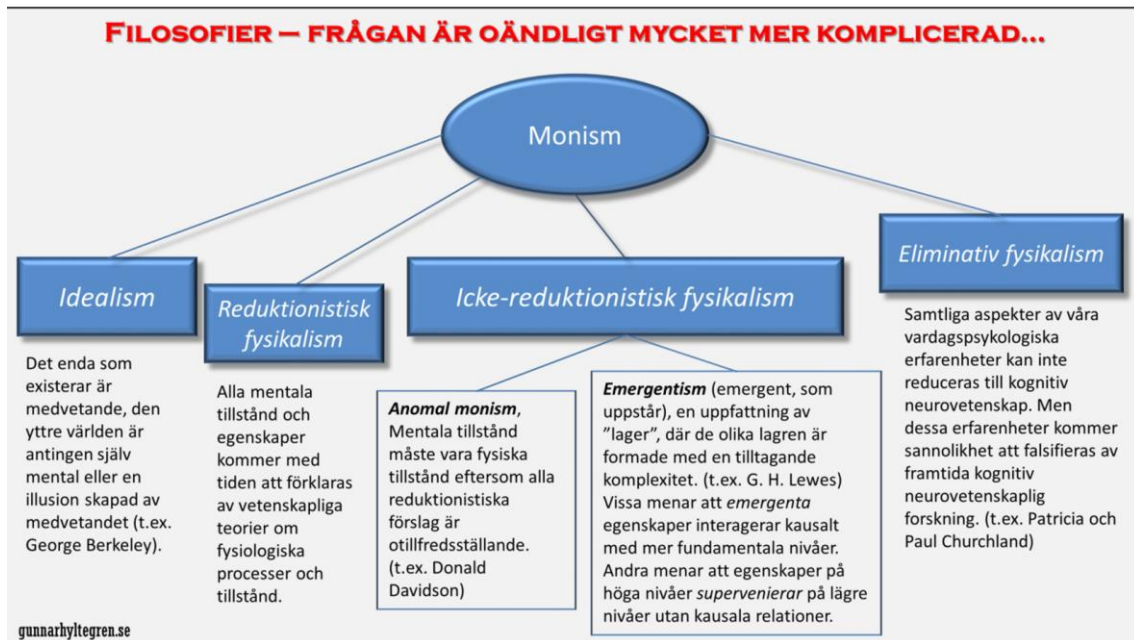 FILOSOFIER – FRÅGAN ÄR OÄNDLIGT MYCKET MER KOMPLICERAD...
Monism
Idealism
Det enda som
existerar är
medvetande, den
yttre världen är
antingen själv
mental eller en
illusion skapad av
medvetandet (t.ex.
George Berkeley).
Reduktionistisk
fysikalism
Alla mentala
tillstånd och
egenskaper
kommer med
tiden att förklaras
av vetenskapliga
teorier om
fysiologiska
processer och
tillstånd.
Icke-reduktionistisk fysikalism
Anomal monism,
Mentala tillstånd
måste vara fysiska
tillstånd eftersom alla
reduktionistiska
förslag är
otillfredsställande.
(t.ex. Donald
Davidson)
Emergentism (emergent, som
uppstår), en uppfattning av
”lager”, där de olika lagren är
formade med en tilltagande
komplexitet. (t.ex. G. H. Lewes)
Vissa menar att emergenta
egenskaper interagerar kausalt
med mer fundamentala nivåer.
Andra menar att egenskaper på
höga nivåer supervenierar på lägre
nivåer utan kausala relationer.
Eliminativ fysikalism
Samtliga aspekter av våra
vardagspsykologiska
erfarenheter kan inte
reduceras till kognitiv
neurovetenskap. Men
dessa erfarenheter kommer
sannolikhet att falsifieras av
framtida kognitiv
neurovetenskaplig
forskning. (t.ex. Patricia och
Paul Churchland)
gunnarhyltegren.se